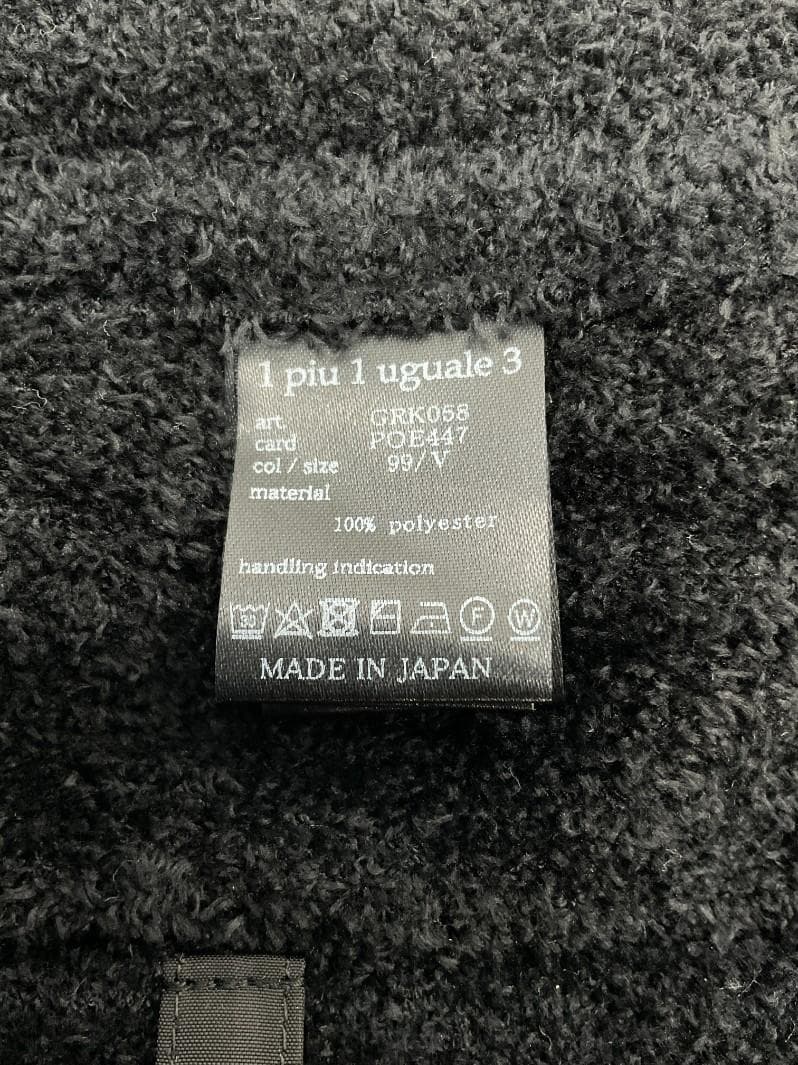 1 piu 1 uguale 3
art. GRK058
card POE447
col / size 99/V
material
100% polyester
handling indication
30 F W
MADE IN JAPAN